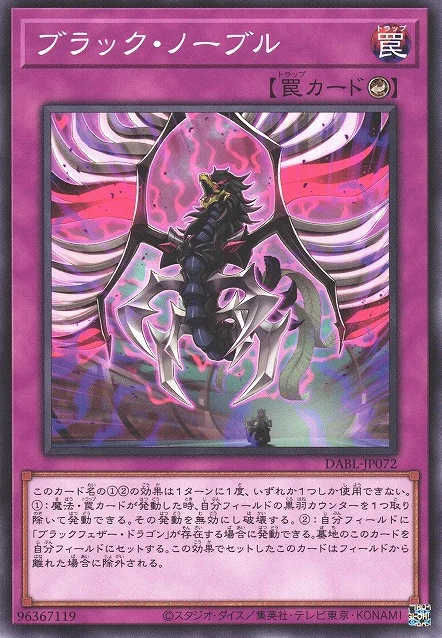 ブラック・ノーブル
トラップ
罠
【罠カード】
トラップ
DABL-JP072
このカード名の①②の効果は1ターンに1度、いずれか1つしか使用できない。
①：魔法・罠カードが発動した時、自分フィールドの黒羽カウンターを1つ取り
除いて発動できる。その発動を無効にし破壊する。②：自分フィールドに
「ブラックフェザー・ドラゴン」が存在する場合に発動できる。墓地のこのカードを
自分フィールドにセットする。この効果でセットしたこのカードはフィールドから
離れた場合に除外される。
96367119
©スタジオ・ダイス/集英社・テレビ東京・KONAMI